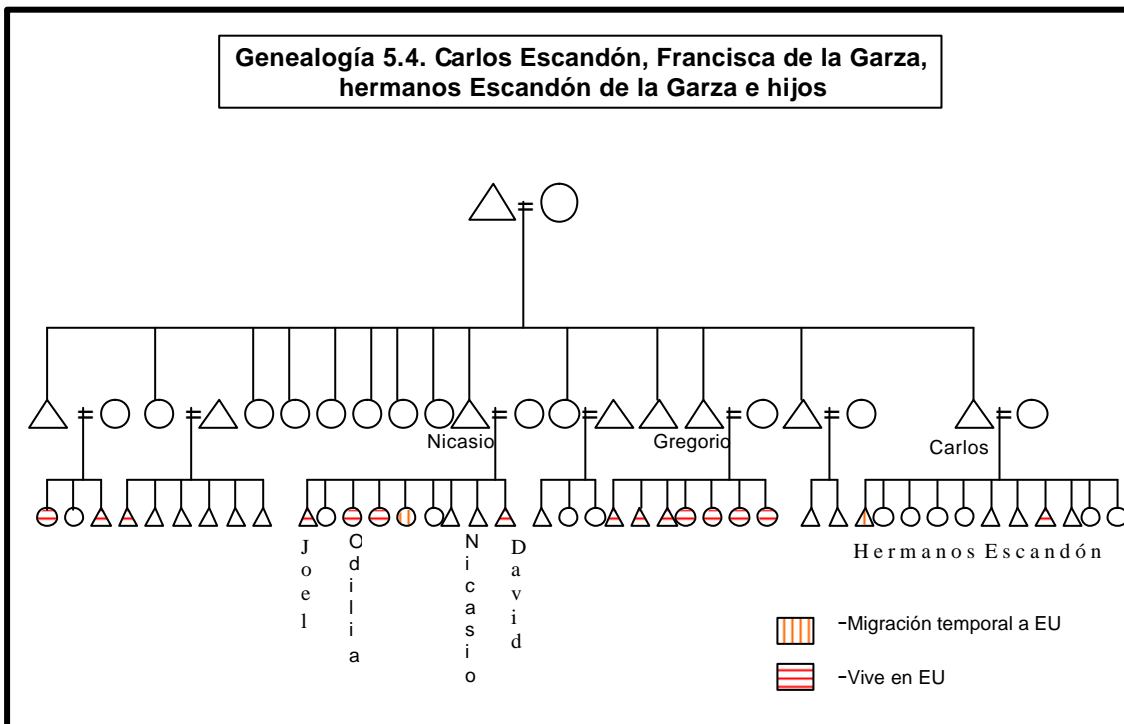 Genealogía 5.4. Carlos Escandón, Francisca de la Garza,
hermanos Escandón de la Garza e hijos
Nicasio
Gregorio
Carlos
Joel
Odilia
Nicasio
David
Hermanos Escandón
-Migración temporal a EU
-Vive en EU